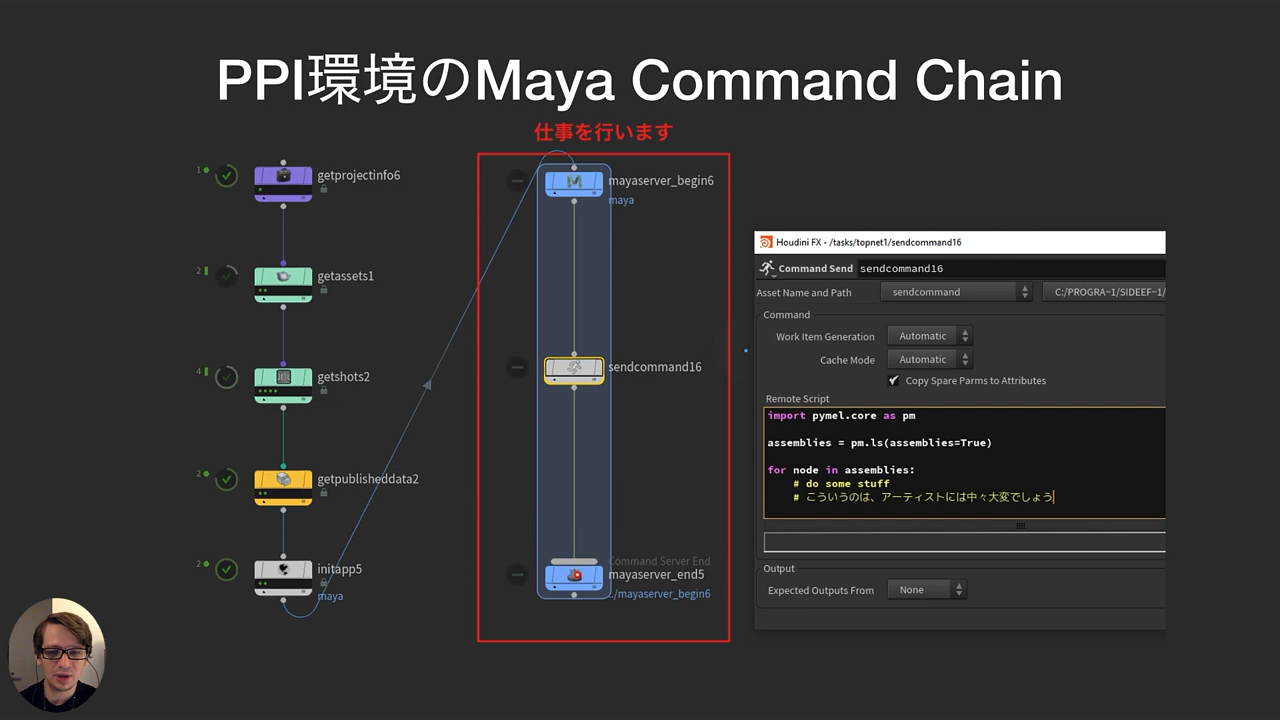 PPI環境のMaya Command Chain
仕事を行います
1
getprojectinfo6
2
getassets1
4
getshots2
2
getpublisheddata2
2
initapp5
maya
mayaserver_begin6
maya
sendcommand16
Command Server End
mayaserver_end5
../mayaserver_begin6
Houdini FX - /tasks/topnet1/sendcommand16
Command Send sendcommand16
Asset Name and Path sendcommand C:/PROGRA~1/SIDEEF~1/
Command
Work Item Generation Automatic
Cache Mode Automatic
Copy Spare Parms to Attributes
Remote Script
import pymel.core as pm
assemblies = pm.ls(assemblies=True)
for node in assemblies:
# do some stuff
# こういうのは、アーティストには中々大変でしょう
Output
Expected Outputs From None